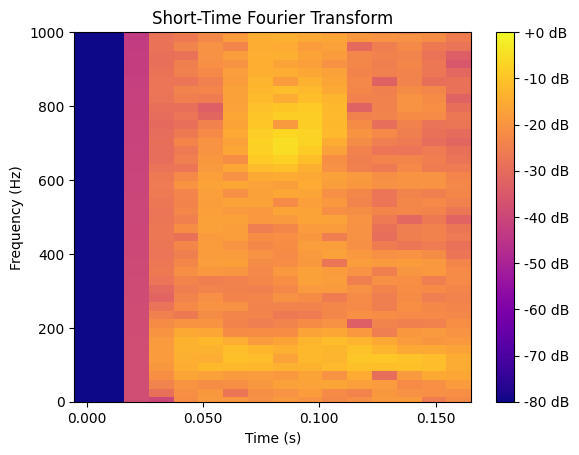 Short-Time Fourier Transform
Frequency (Hz)
1000
800
600
400
200
0
0.000
0.050
0.100
0.150
Time (s)
+0 dB
-10 dB
-20 dB
-30 dB
-40 dB
-50 dB
-60 dB
-70 dB
-80 dB